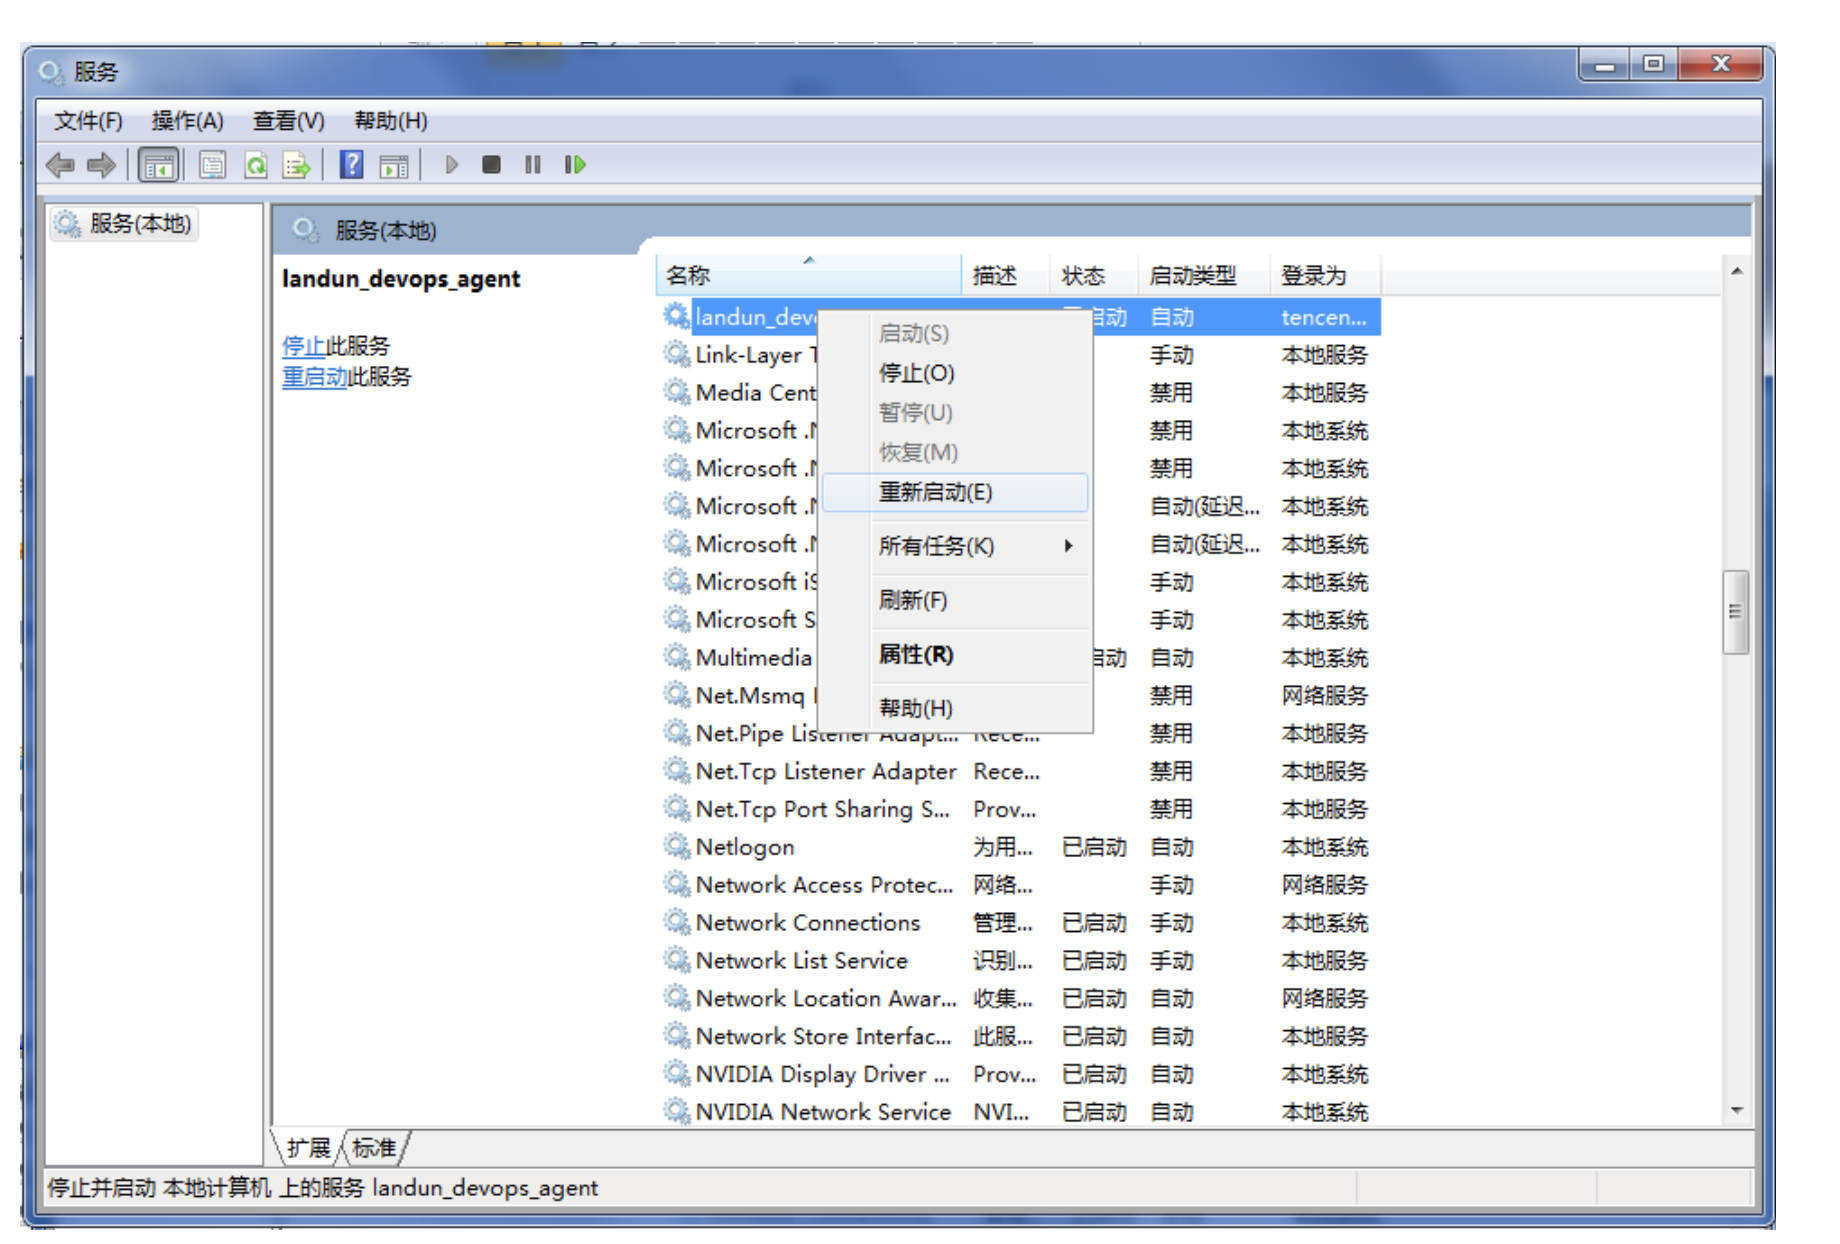 服务
文件(F) 操作(A) 查看(V) 帮助(H)
服务(本地)
服务(本地)
landun_devops_agent
停止此服务
重启动此服务
名称 描述 状态 启动类型 登录为
landun_dev 启动 自动 tencen...
Link-Layer 手动 本地服务
Media Cent 禁用 本地服务
Microsoft .N 禁用 本地系统
Microsoft .N 禁用 本地系统
Microsoft .N 自动(延迟... 本地系统
Microsoft .N 自动(延迟... 本地系统
Microsoft iS 手动 本地系统
Microsoft S 手动 本地系统
Multimedia 启动 自动 本地系统
Net.Msmq 禁用 网络服务
Net.Pipe Listener Adapt... Rece... 禁用 本地服务
Net.Tcp Listener Adapter Rece... 禁用 本地服务
Net.Tcp Port Sharing S... Prov... 禁用 本地服务
Netlogon 为用... 已启动 自动 本地系统
Network Access Protec... 网络... 手动 网络服务
Network Connections 管理... 已启动 手动 本地系统
Network List Service 识别... 已启动 手动 本地服务
Network Location Awar... 收集... 已启动 自动 网络服务
Network Store Interfac... 此服... 已启动 自动 本地服务
NVIDIA Display Driver ... Prov... 已启动 自动 本地系统
NVIDIA Network Service NVI... 已启动 自动 本地系统
启动(S)
停止(O)
暂停(U)
恢复(M)
重新启动(E)
所有任务(K)
刷新(F)
属性(R)
帮助(H)
扩展 标准
停止并启动 本地计算机 上的服务 landun_devops_agent